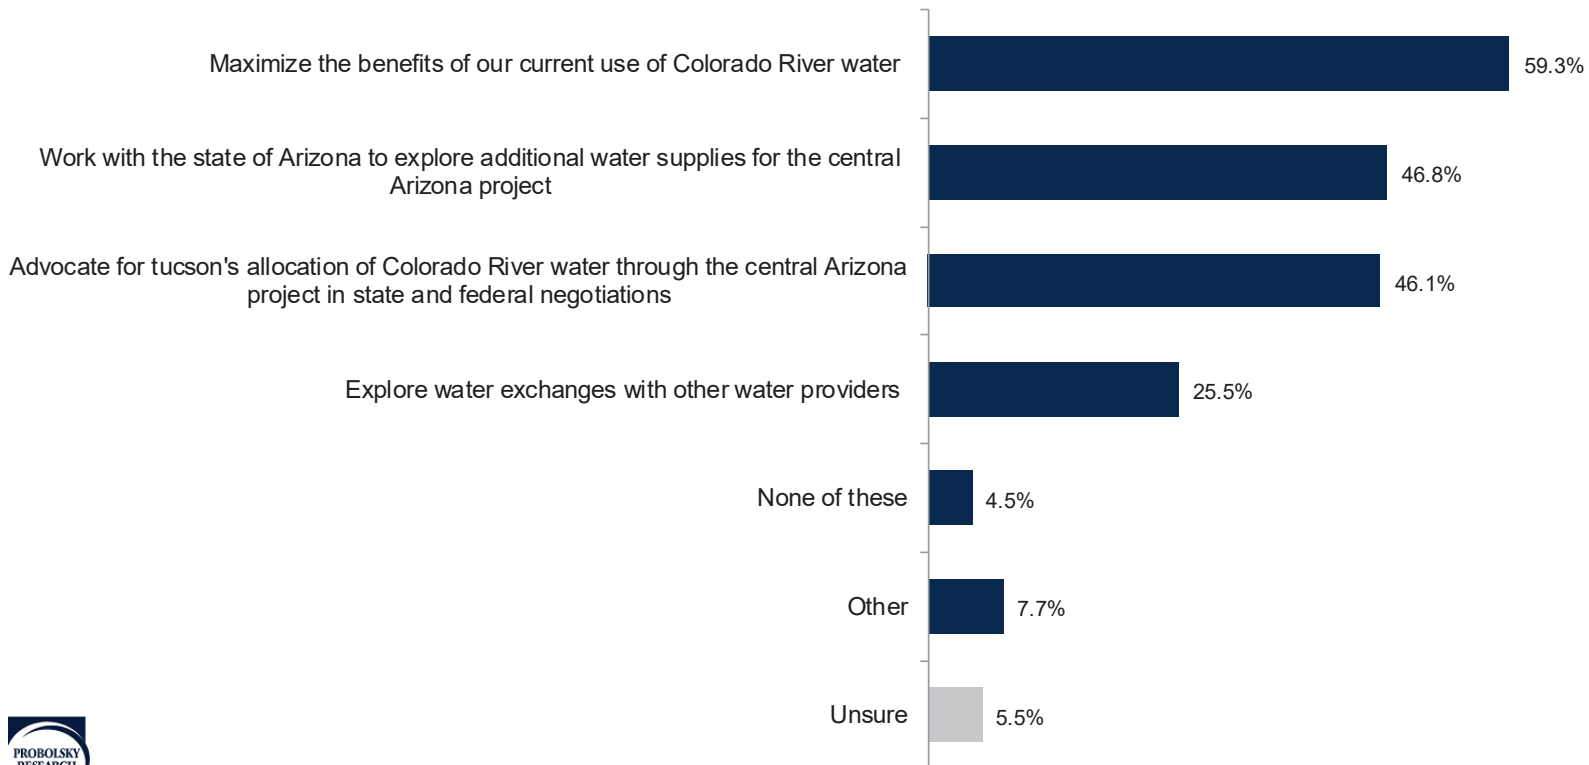 Maximize the benefits of our current use of Colorado River water
59.3%
Work with the state of Arizona to explore additional water supplies for the central
Arizona project
46.8%
Advocate for tucson's allocation of Colorado River water through the central Arizona
project in state and federal negotiations
46.1%
Explore water exchanges with other water providers
25.5%
None of these
4.5%
Other
7.7%
Unsure
5.5%
PROBOLSKY
RESEARCH